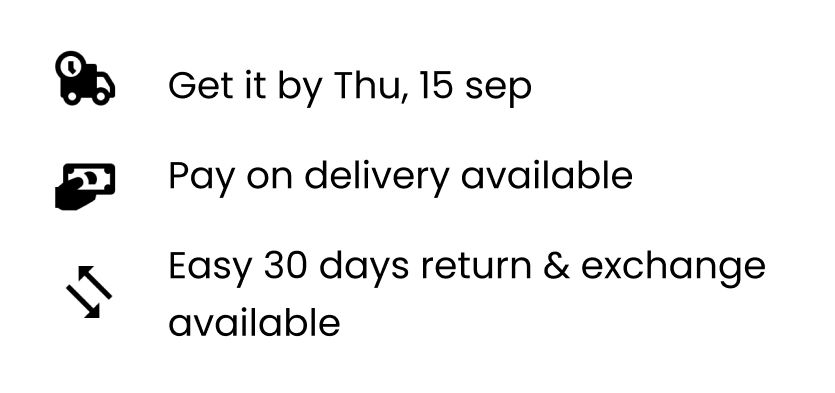 Get it by Thu, 15 sep
Pay on delivery available
Easy 30 days return & exchange
available